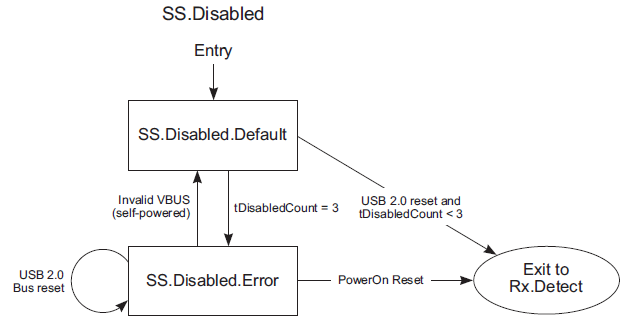 SS.Disabled
Entry
SS.Disabled.Default
Invalid VBUS
(self-powered)
tDisabledCount = 3
USB 2.0 reset and
tDisabledCount < 3
USB 2.0
Bus reset
SS.Disabled.Error
PowerOn Reset
Exit to
Rx.Detect